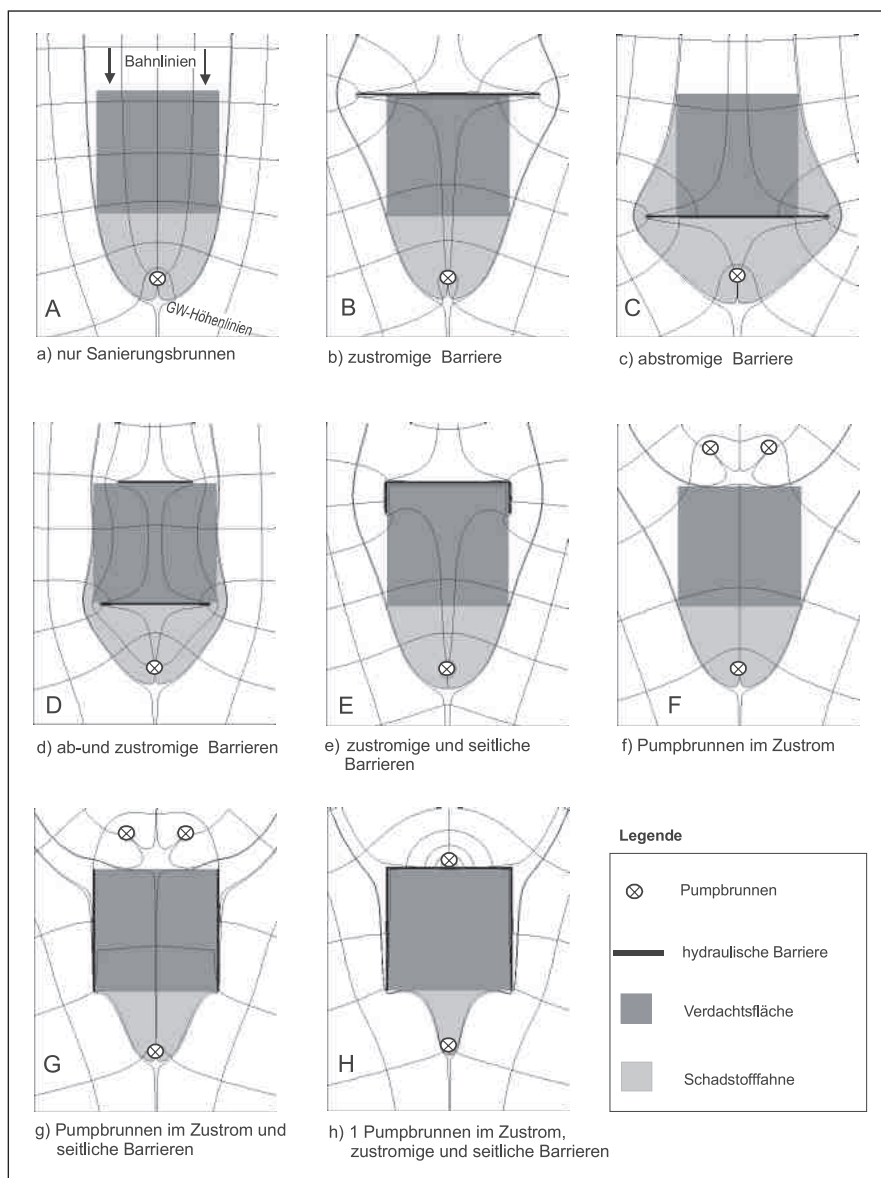 Bahnlinien
A
GW-Höhenlinien
B
C
a) nur Sanierungsbrunnen
b) zustromige Barriere
c) abstromige Barriere
D
E
F
d) ab-und zustromige Barrieren
e) zustromige und seitliche
Barrieren
f) Pumpbrunnen im Zustrom
G
H
g) Pumpbrunnen im Zustrom und
seitliche Barrieren
h) 1 Pumpbrunnen im Zustrom,
zustromige und seitliche Barrieren
Legende
Pumpbrunnen
hydraulische Barriere
Verdachtsfläche
Schadstofffahne